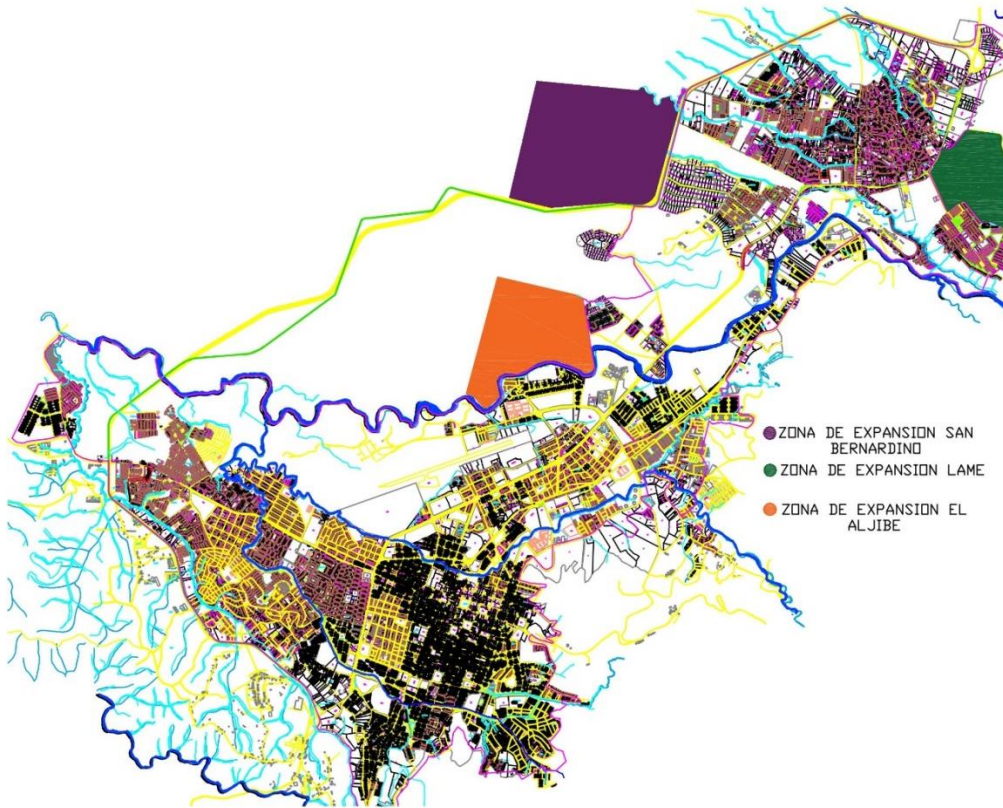 ZONA DE EXPANSION SAN
BERNARDINO
ZONA DE EXPANSION LAME
ZONA DE EXPANSION EL
ALJIBE